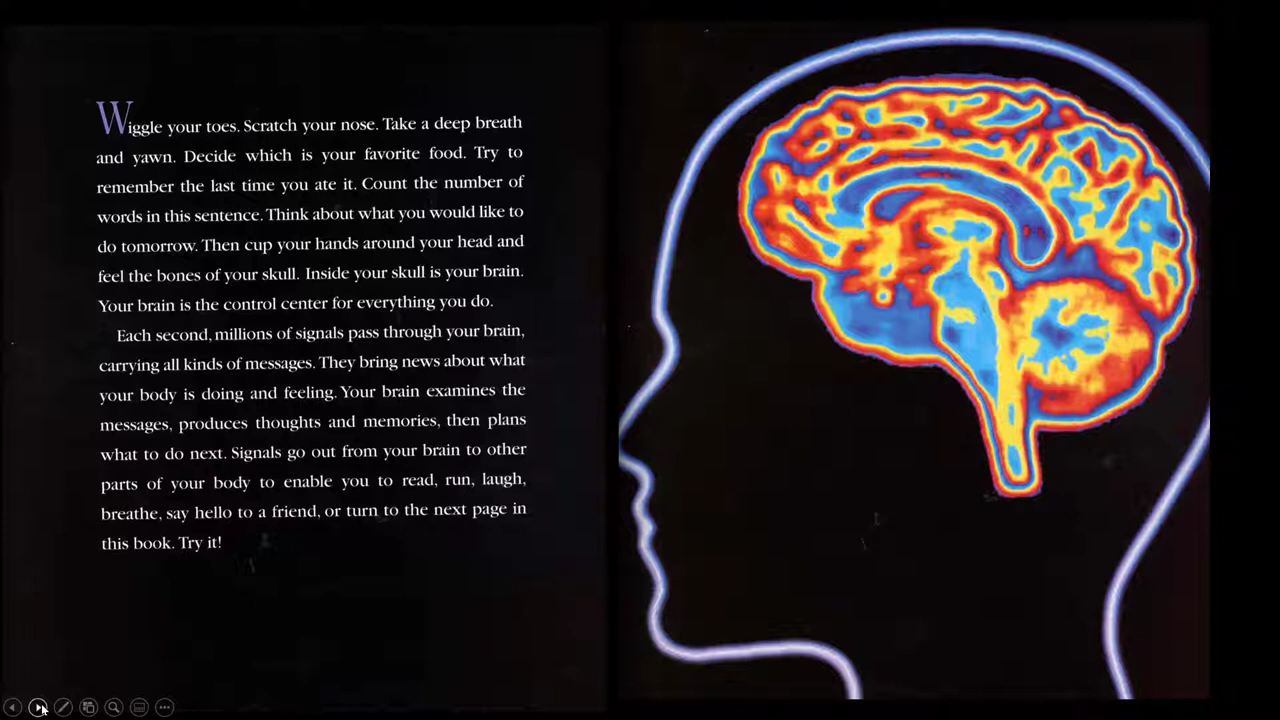 Wiggle your toes. Scratch your nose. Take a deep breath
and yawn. Decide which is your favorite food. Try to
remember the last time you ate it. Count the number of
words in this sentence. Think about what you would like to
do tomorrow. Then cup your hands around your head and
feel the bones of your skull. Inside your skull is your brain.
Your brain is the control center for everything you do.
Each second, millions of signals pass through your brain,
carrying all kinds of messages. They bring news about what
your body is doing and feeling. Your brain examines the
messages, produces thoughts and memories, then plans
what to do next. Signals go out from your brain to other
parts of your body to enable you to read, run, laugh,
breathe, say hello to a friend, or turn to the next page in
this book. Try it!